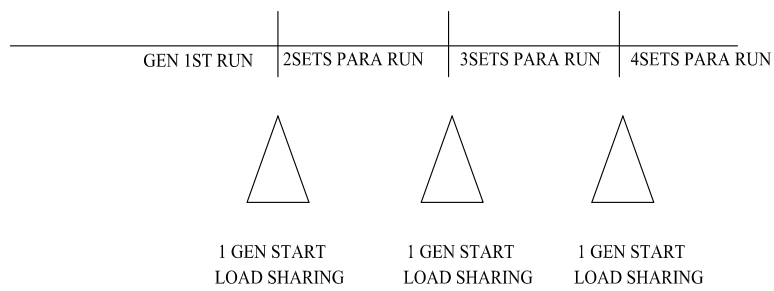 GEN 1ST RUN
2SETS PARA RUN
3SETS PARA RUN
4SETS PARA RUN
1 GEN START
LOAD SHARING
1 GEN START
LOAD SHARING
1 GEN START
LOAD SHARING